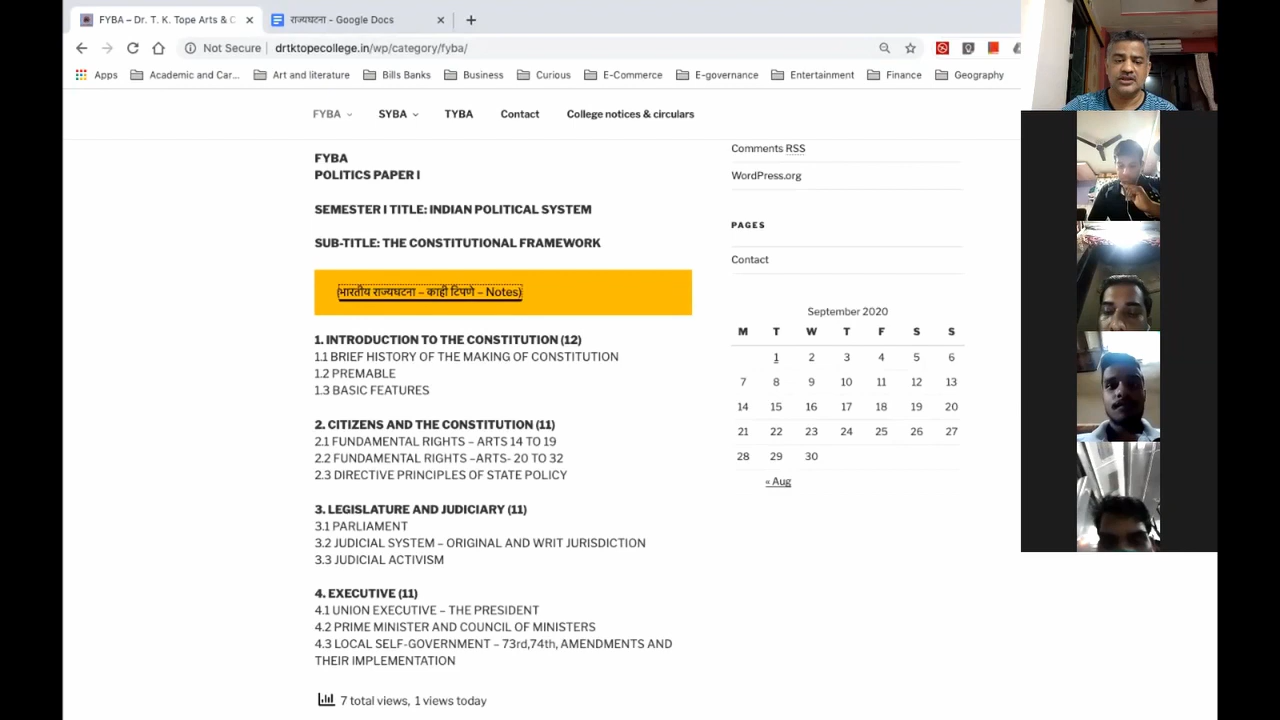 FYBA – Dr. T. K. Tope Arts & C
राज्यघटना - Google Docs
Not Secure
drtktopecollege.in/wp/category/fyba/
Apps
Academic and Car...
Art and literature
Bills Banks
Business
Curious
E-Commerce
E-governance
Entertainment
Finance
Geography
FYBA
SYBA
TYBA
Contact
College notices & circulars
FYBA
POLITICS PAPER I
SEMESTER I TITLE: INDIAN POLITICAL SYSTEM
SUB-TITLE: THE CONSTITUTIONAL FRAMEWORK
(भारतीय राज्यघटना – काही टिपणे – Notes)
1. INTRODUCTION TO THE CONSTITUTION (12)
1.1 BRIEF HISTORY OF THE MAKING OF CONSTITUTION
1.2 PREMABLE
1.3 BASIC FEATURES
2. CITIZENS AND THE CONSTITUTION (11)
2.1 FUNDAMENTAL RIGHTS – ARTS 14 TO 19
2.2 FUNDAMENTAL RIGHTS –ARTS- 20 TO 32
2.3 DIRECTIVE PRINCIPLES OF STATE POLICY
3. LEGISLATURE AND JUDICIARY (11)
3.1 PARLIAMENT
3.2 JUDICIAL SYSTEM – ORIGINAL AND WRIT JURISDICTION
3.3 JUDICIAL ACTIVISM
4. EXECUTIVE (11)
4.1 UNION EXECUTIVE – THE PRESIDENT
4.2 PRIME MINISTER AND COUNCIL OF MINISTERS
4.3 LOCAL SELF-GOVERNMENT – 73rd,74th, AMENDMENTS AND
THEIR IMPLEMENTATION
7 total views, 1 views today
Comments RSS
WordPress.org
PAGES
Contact
September 2020
M T W T F S S
1 2 3 4 5 6
7 8 9 10 11 12 13
14 15 16 17 18 19 20
21 22 23 24 25 26 27
28 29 30
« Aug